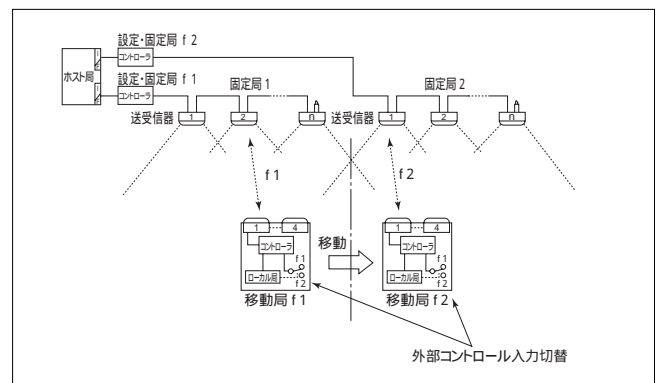 設定・固定局 f 2
コントローラ
ホスト局
I/F
設定・固定局 f 1
I/F
コントローラ
固定局1
固定局2
送受信器
1
2
n
送受信器
1
2
n
f 1
f 2
1
4
コントローラ
f 1
ローカル局
f 2
移動局 f 1
移動
1
4
コントローラ
f 1
ローカル局
f 2
移動局 f 2
外部コントロール入力切替